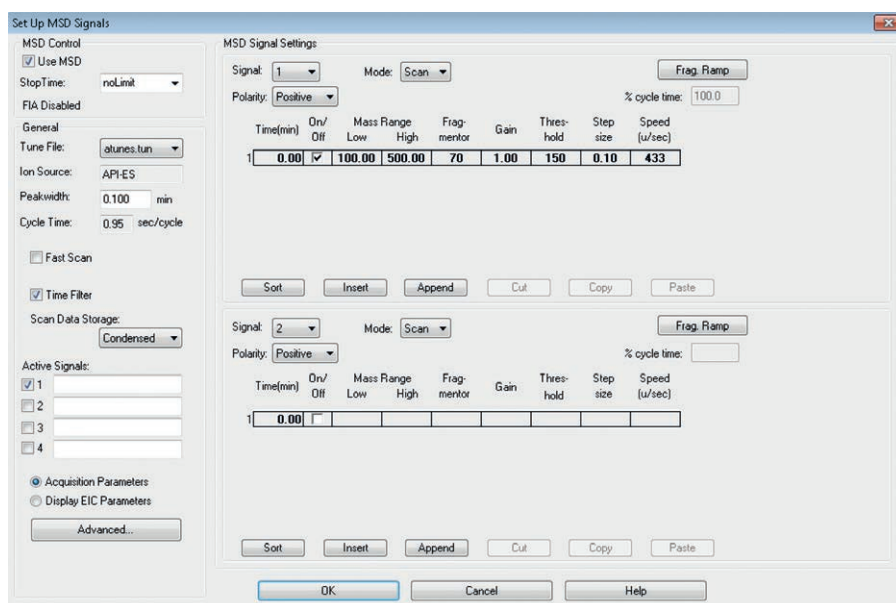 Set Up MSD Signals
MSD Control
Use MSD
StopTime: noLimit
FIA Disabled
General
Tune File: atunes.tun
Ion Source: API-ES
Peakwidth: 0.100 min
Cycle Time: 0.95 sec/cycle
Fast Scan
Time Filter
Scan Data Storage:
Condensed
Active Signals:
1
2
3
4
Acquisition Parameters
Display EIC Parameters
Advanced...
MSD Signal Settings
Signal: 1 Mode: Scan Frag. Ramp
Polarity: Positive % cycle time: 100.0
Time(min) On/ Off Mass Range Low High Frag- mentor Gain Thres- hold Step size Speed (u/sec)
1 0.00 100.00 500.00 70 1.00 150 0.10 433
Sort Insert Append Cut Copy Paste
Signal: 2 Mode: Scan Frag. Ramp
Polarity: Positive % cycle time:
Time(min) On/ Off Mass Range Low High Frag- mentor Gain Thres- hold Step size Speed (u/sec)
1 0.00
Sort Insert Append Cut Copy Paste
OK Cancel Help